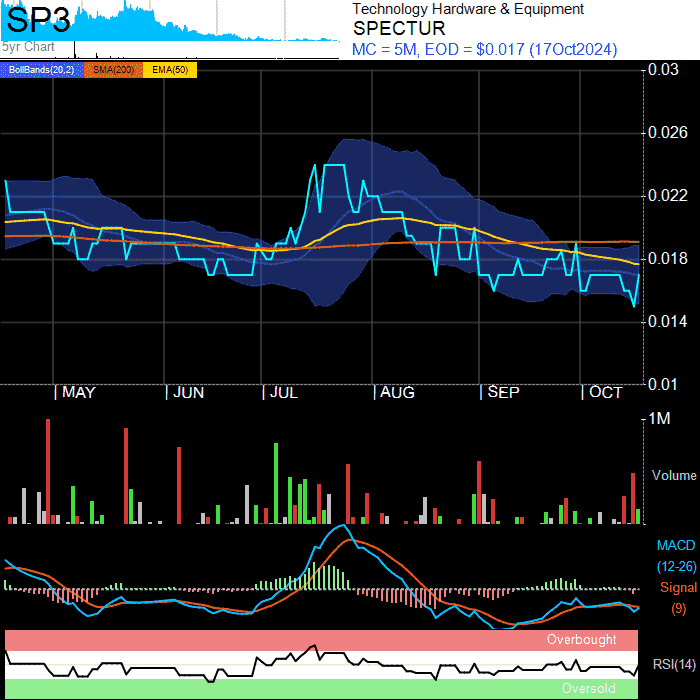 SP3
5yr Chart
Technology Hardware & Equipment
SPECTUR
MC = 5M, EOD = $0.017 (17Oct2024)
BollBands(20,2) SMA(200) EMA(50)
0.03
0.026
0.022
0.018
0.014
0.01
MAY JUN JUL AUG SEP OCT
1M
Volume
MACD
(12-26)
Signal
(9)
Overbought
RSI(14)
Oversold